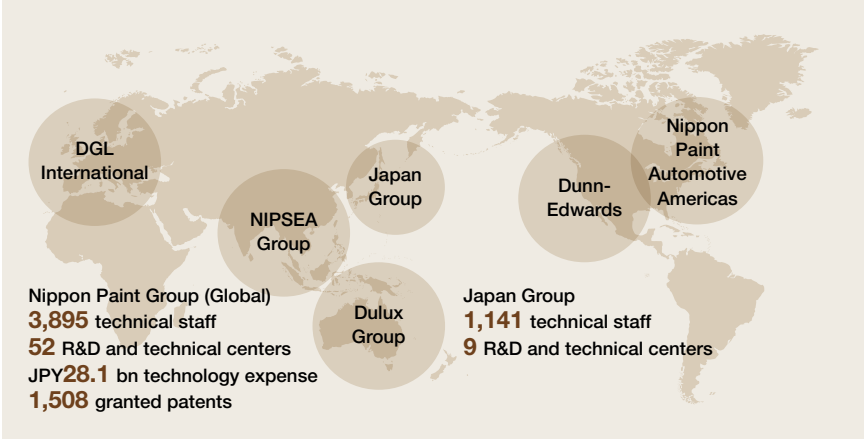 DGL
International
NIPSEA
Group
Japan
Group
Dulux
Group
Dunn-
Edwards
Nippon
Paint
Automotive
Americas
Nippon Paint Group (Global)
3,895 technical staff
52 R&D and technical centers
JPY28.1 bn technology expense
1,508 granted patents
Japan Group
1,141 technical staff
9 R&D and technical centers